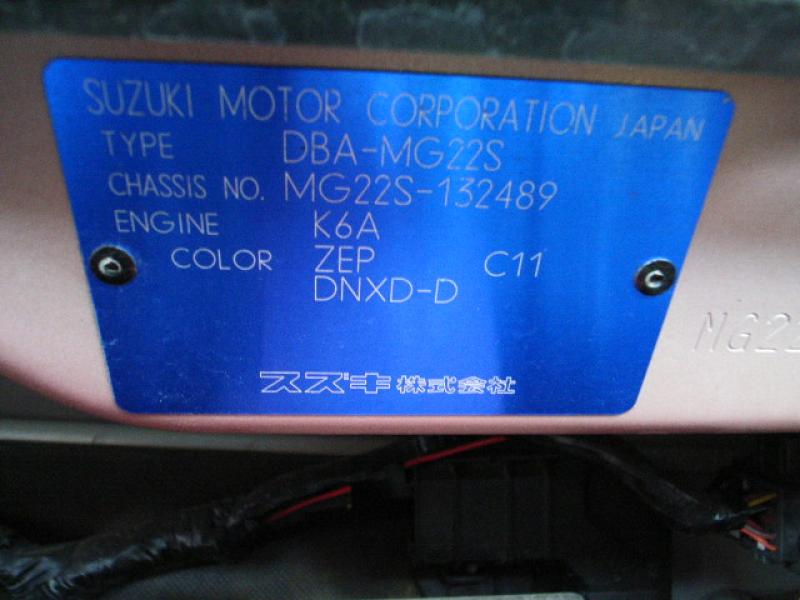 SUZUKI MOTOR CORPORATION JAPAN
TYPE DBA-MG22S
CHASSIS NO. MG22S-132489
ENGINE K6A
COLOR ZEP C11
DNXD-D
スズキ株式会社
MG22